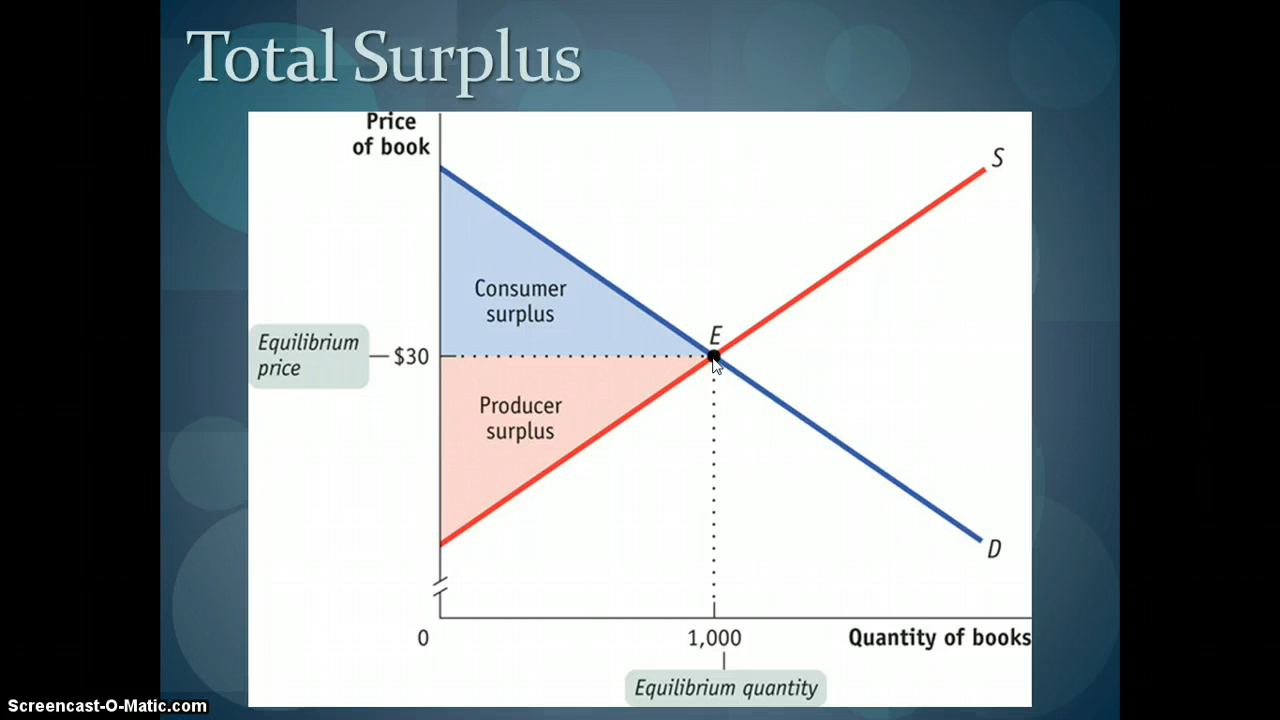 Total Surplus
Price
of book
S
Consumer
surplus
E
Equilibrium
price
$30
Producer
surplus
D
0
1,000
Quantity of books
Equilibrium quantity
Screencast-O-Matic.com